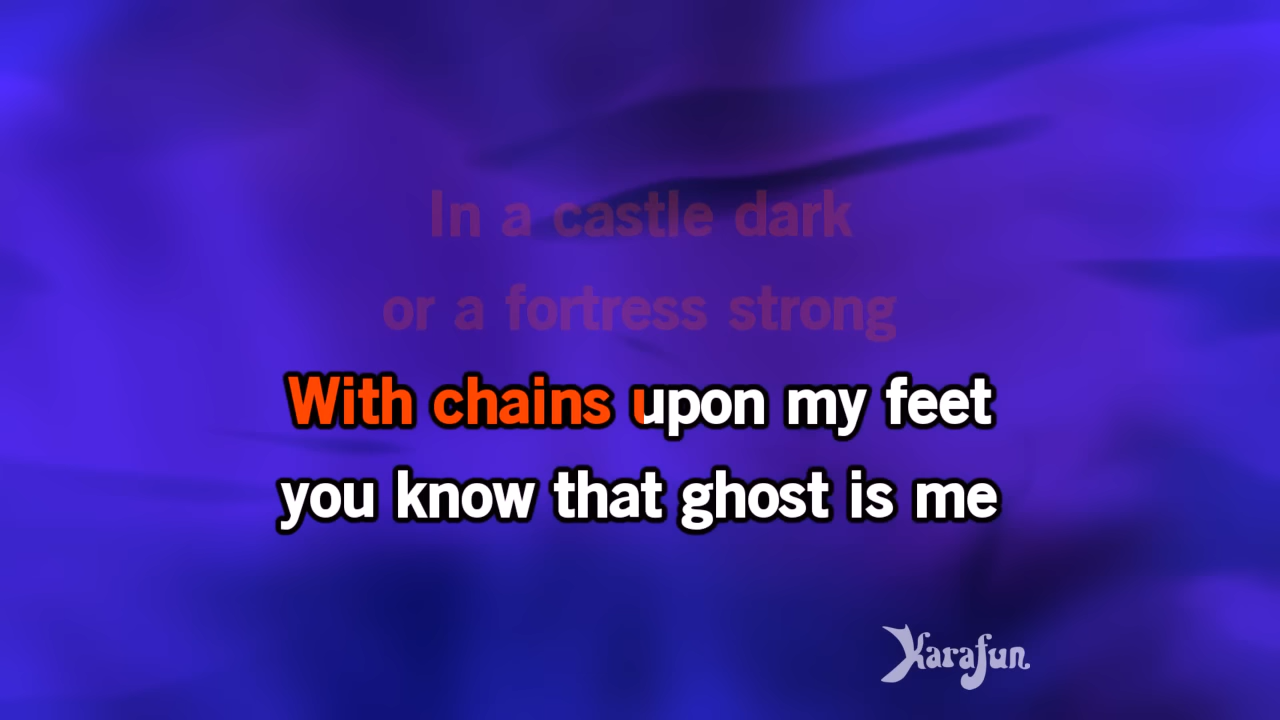 In a castle dark
or a fortress strong
With chains upon my feet
you know that ghost is me
Karafun